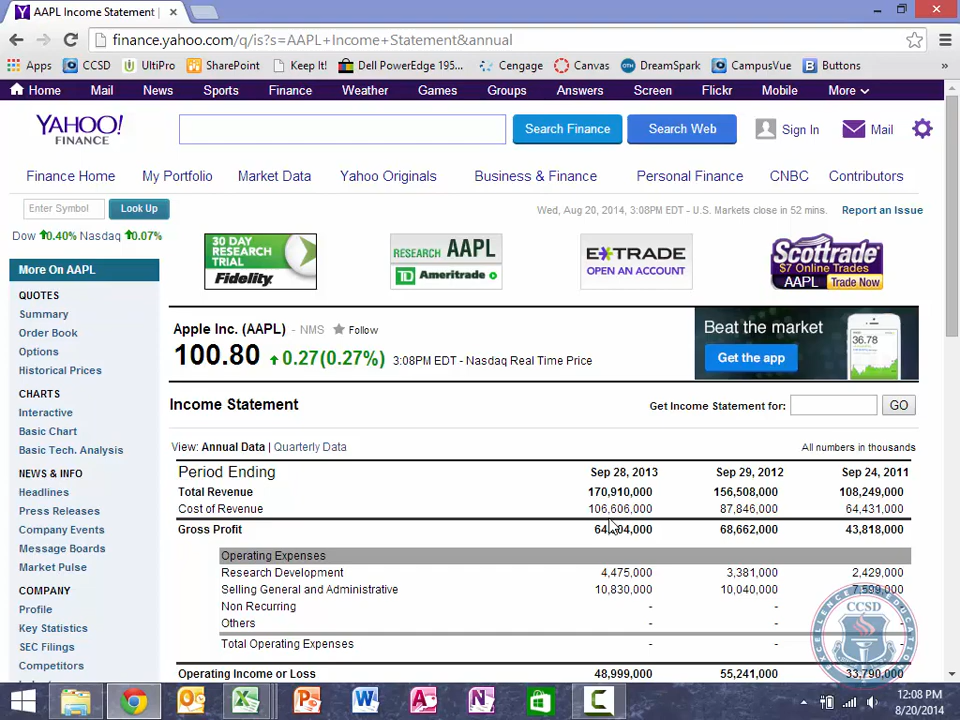 AAPL Income Statement |
finance.yahoo.com/q/is?s=AAPL+Income+Statement&annual
Apps CCSD UltiPro SharePoint Keep It! Dell PowerEdge 195... Cengage Canvas DreamSpark CampusVue Buttons »
Home Mail News Sports Finance Weather Games Groups Answers Screen Flickr Mobile More
YAHOO! FINANCE
Search Finance Search Web Sign In Mail
Finance Home My Portfolio Market Data Yahoo Originals Business & Finance Personal Finance CNBC Contributors
Enter Symbol Look Up Wed, Aug 20, 2014, 3:08PM EDT - U.S. Markets close in 52 mins. Report an Issue
Dow 0.40% Nasdaq 0.07%
30 DAY RESEARCH TRIAL Fidelity
RESEARCH AAPL TD Ameritrade
E*TRADE OPEN AN ACCOUNT
Scottrade $7 Online Trades AAPL Trade Now
More On AAPL
QUOTES
Summary
Order Book
Options
Historical Prices
CHARTS
Interactive
Basic Chart
Basic Tech. Analysis
NEWS & INFO
Headlines
Press Releases
Company Events
Message Boards
Market Pulse
COMPANY
Profile
Key Statistics
SEC Filings
Competitors
Apple Inc. (AAPL) - NMS Follow
100.80 0.27(0.27%) 3:08PM EDT - Nasdaq Real Time Price
Beat the market
Get the app
36.78
Income Statement Get Income Statement for: GO
View: Annual Data | Quarterly Data All numbers in thousands
Period Ending Sep 28, 2013 Sep 29, 2012 Sep 24, 2011
Total Revenue 170,910,000 156,508,000 108,249,000
Cost of Revenue 106,606,000 87,846,000 64,431,000
Gross Profit 64,304,000 68,662,000 43,818,000
Operating Expenses
Research Development 4,475,000 3,381,000 2,429,000
Selling General and Administrative 10,830,000 10,040,000 7,599,000
Non Recurring - - -
Others - - -
Total Operating Expenses - - -
Operating Income or Loss 48,999,000 55,241,000 33,790,000
CCSD
12:08 PM
8/20/2014